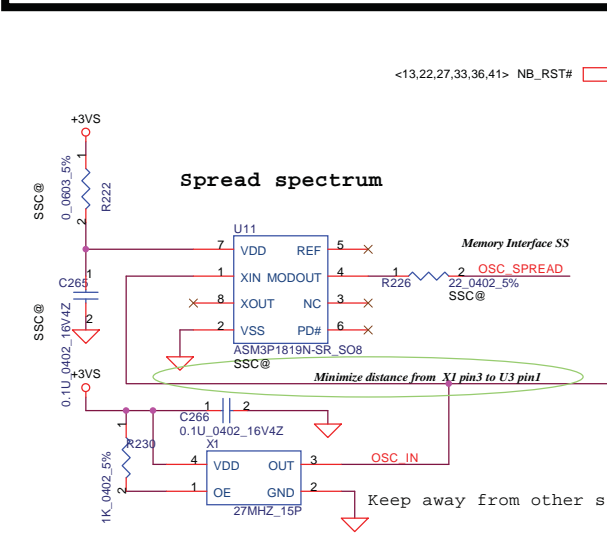 <13,22,27,33,36,41> NB_RST#
+3VS
1
SSC@
0_0603_5%
R222
2
Spread spectrum
U11
7 VDD REF 5
1 XIN MODOUT 4
8 XOUT NC 3
2 VSS PD# 6
ASM3P1819N-SR_SO8
SSC@
Memory Interface SS
1 2 OSC_SPREAD
R226 22_0402_5%
SSC@
C265
1
2
SSC@
0.1U_0402_16V4Z
+3VS
Minimize distance from X1 pin3 to U3 pin1
1 2
C266
0.1U_0402_16V4Z
1
R230
2
1K_0402_5%
X1
4 VDD OUT 3 OSC_IN
1 OE GND 2
27MHZ_15P
Keep away from other s